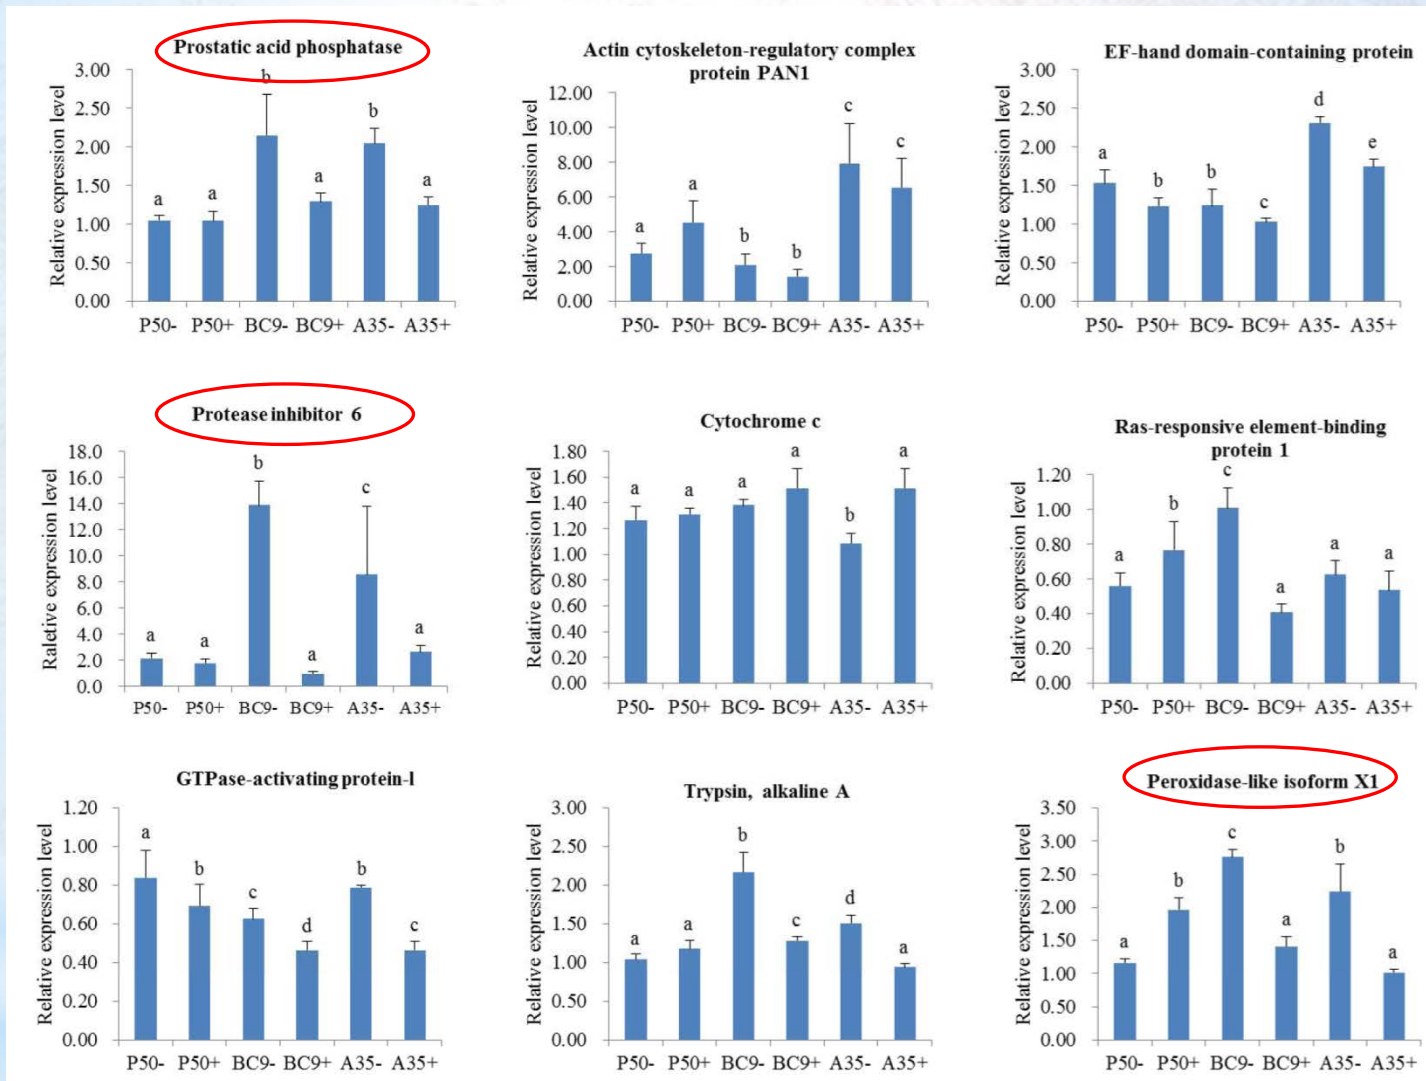 Prostatic acid phosphatase
Relative expression level
3.00
2.50
2.00
1.50
1.00
0.50
0.00
a
a
b
a
b
a
P50-
P50+
BC9-
BC9+
A35-
A35+
Actin cytoskeleton-regulatory complex
protein PAN1
Relative expression level
12.00
10.00
8.00
6.00
4.00
2.00
0.00
a
a
b
b
c
c
P50-
P50+
BC9-
BC9+
A35-
A35+
EF-hand domain-containing protein
Relative expression level
3.00
2.50
2.00
1.50
1.00
0.50
0.00
a
b
b
c
d
e
P50-
P50+
BC9-
BC9+
A35-
A35+
Protease inhibitor 6
Raletive expression level
18.0
16.0
14.0
12.0
10.0
8.0
6.0
4.0
2.0
0.0
a
a
b
a
c
a
P50-
P50+
BC9-
BC9+
A35-
A35+
Cytochrome c
Relative expression level
1.80
1.60
1.40
1.20
1.00
0.80
0.60
0.40
0.20
0.00
a
a
a
a
b
a
P50-
P50+
BC9-
BC9+
A35-
A35+
Ras-responsive element-binding
protein 1
Relative expression level
1.20
1.00
0.80
0.60
0.40
0.20
0.00
a
b
c
a
a
a
P50-
P50+
BC9-
BC9+
A35-
A35+
GTPase-activating protein-l
Relative expression level
1.20
1.00
0.80
0.60
0.40
0.20
0.00
a
b
c
d
b
c
P50-
P50+
BC9-
BC9+
A35-
A35+
Trypsin, alkaline A
Relative expression level
3.00
2.50
2.00
1.50
1.00
0.50
0.00
a
a
b
c
d
a
P50-
P50+
BC9-
BC9+
A35-
A35+
Peroxidase-like isoform X1
Relative expression level
3.50
3.00
2.50
2.00
1.50
1.00
0.50
0.00
a
b
c
a
b
a
P50-
P50+
BC9-
BC9+
A35-
A35+